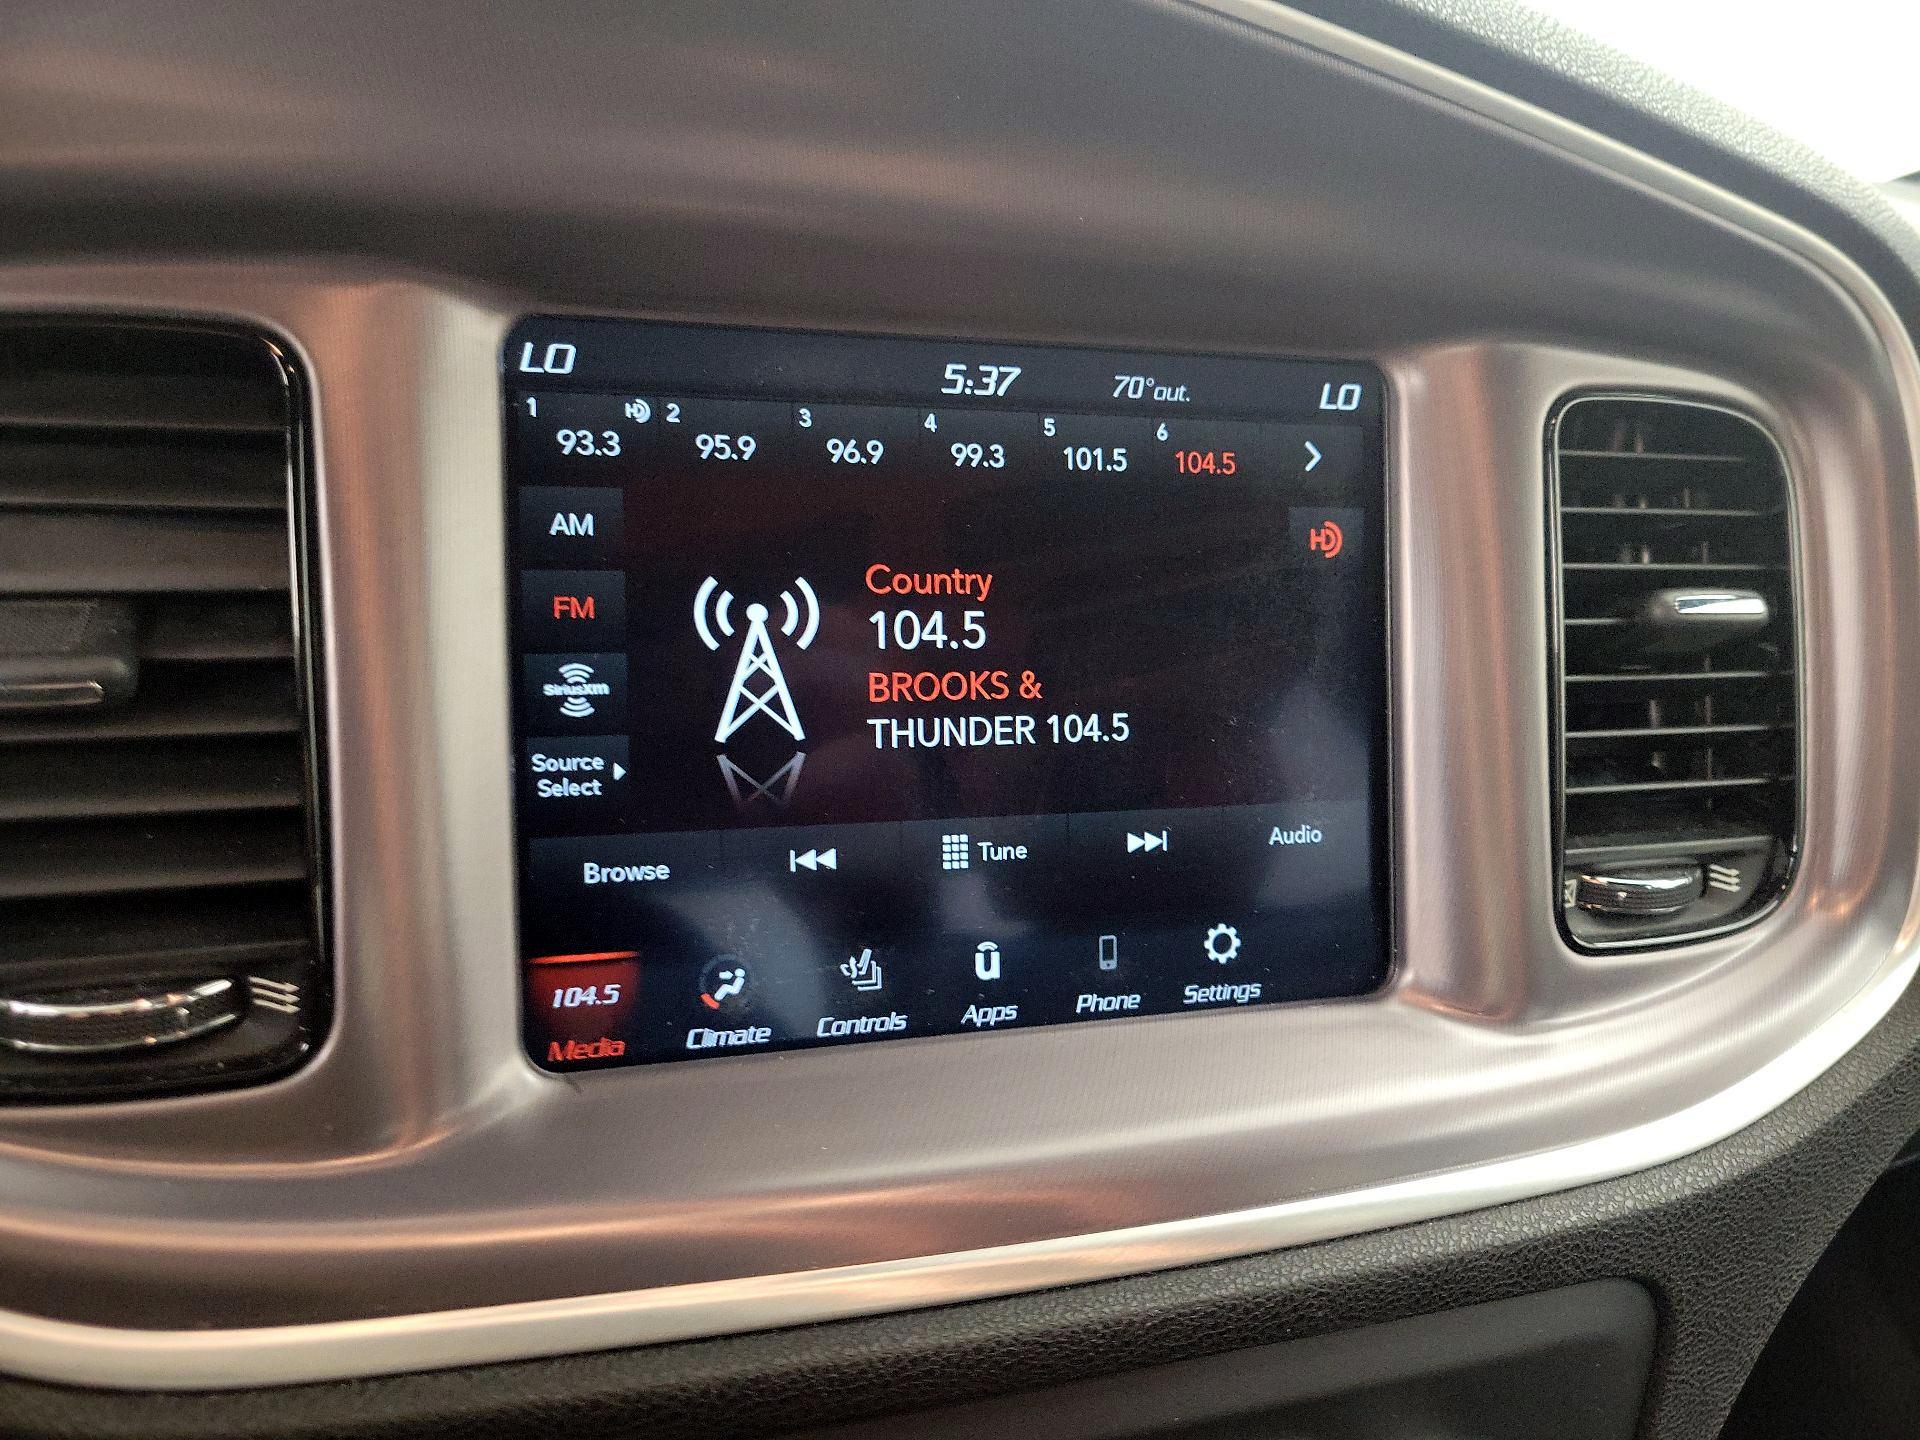 LO 5:37 70°out. LO
1 HD 2 3 4 5 6
93.3 95.9 96.9 99.3 101.5 104.5
AM
HD
FM
Country
104.5
BROOKS &
THUNDER 104.5
SiriusXM
Source
Select
Browse Tune Audio
104.5
Media Climate Controls Apps Phone Settings